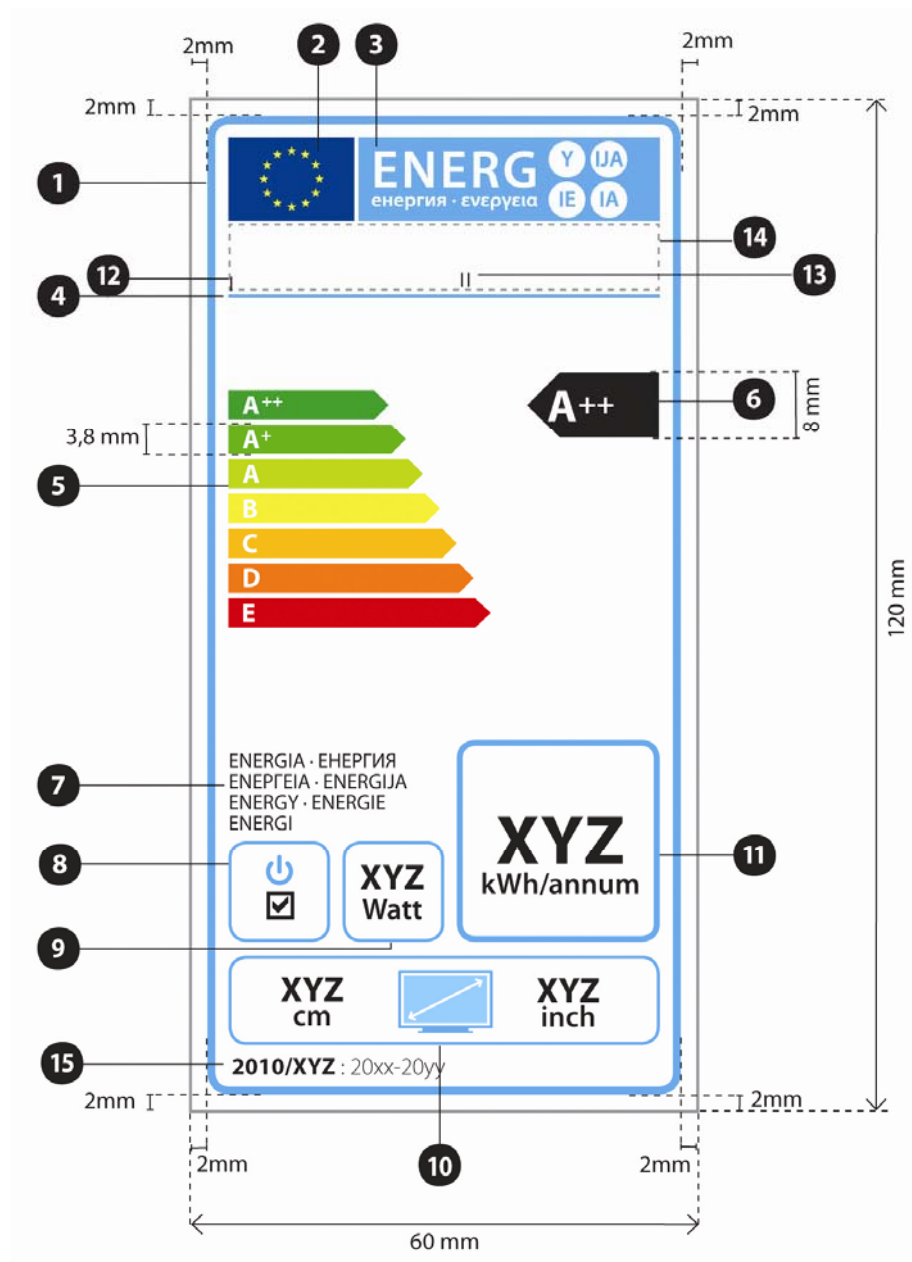 2mm
2
3
2mm
2mm
2mm
1
ENERG
Y
IJA
IE
IA
енергия · ενεργεια
14
12
I
II
13
4
A++
A++
6
8 mm
3,8 mm
A+
5
A
B
C
D
E
120 mm
7
ENERGIA · ЕНЕРГИЯ
ΕΝΕΡΓΕΙΑ · ENERGIJA
ENERGY · ENERGIE
ENERGI
8
XYZ
Watt
XYZ
kWh/annum
11
9
XYZ
cm
XYZ
inch
15
2010/XYZ : 20xx-20yy
2mm
2mm
2mm
10
2mm
60 mm